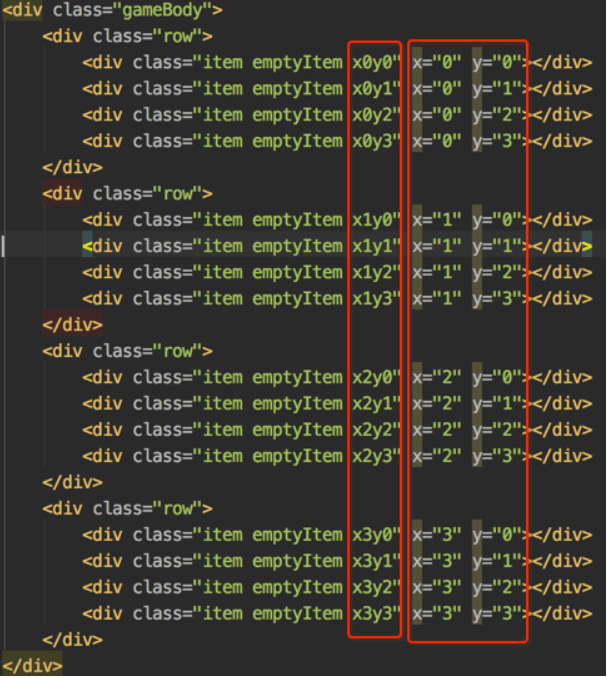 <div class="gameBody">
<div class="row">
<div class="item emptyItem x0y0" x="0" y="0"></div>
<div class="item emptyItem x0y1" x="0" y="1"></div>
<div class="item emptyItem x0y2" x="0" y="2"></div>
<div class="item emptyItem x0y3" x="0" y="3"></div>
</div>
<div class="row">
<div class="item emptyItem x1y0" x="1" y="0"></div>
<div class="item emptyItem x1y1" x="1" y="1"></div>
<div class="item emptyItem x1y2" x="1" y="2"></div>
<div class="item emptyItem x1y3" x="1" y="3"></div>
</div>
<div class="row">
<div class="item emptyItem x2y0" x="2" y="0"></div>
<div class="item emptyItem x2y1" x="2" y="1"></div>
<div class="item emptyItem x2y2" x="2" y="2"></div>
<div class="item emptyItem x2y3" x="2" y="3"></div>
</div>
<div class="row">
<div class="item emptyItem x3y0" x="3" y="0"></div>
<div class="item emptyItem x3y1" x="3" y="1"></div>
<div class="item emptyItem x3y2" x="3" y="2"></div>
<div class="item emptyItem x3y3" x="3" y="3"></div>
</div>
</div>